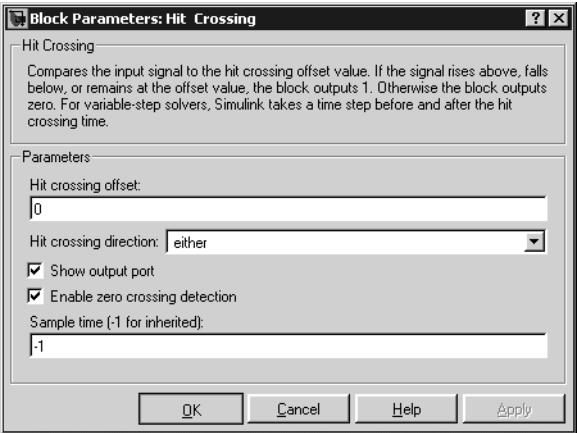 Block Parameters: Hit  Crossing
Hit Crossing
Compares the input signal to the hit crossing offset value. If the signal rises above, falls
below, or remains at the offset value, the block outputs 1. Otherwise the block outputs
zero. For variable-step solvers, Simulink takes a time step before and after the hit
crossing time.
Parameters
Hit crossing offset:
0
Hit crossing direction: either
Show output port
Enable zero crossing detection
Sample time (-1 for inherited):
-1
OK Cancel Help Apply